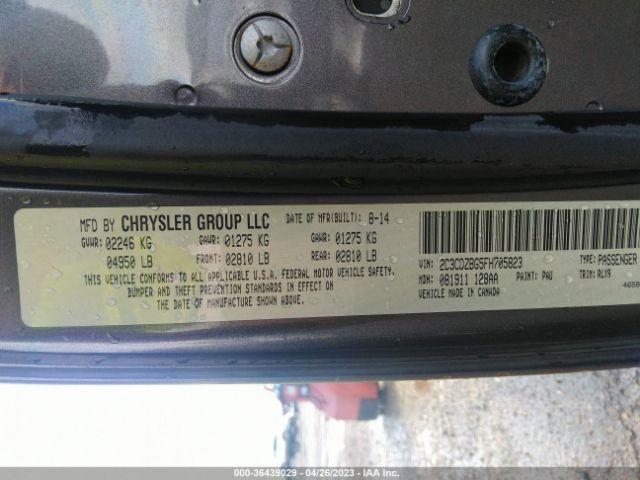 MFD BY CHRYSLER GROUP LLC DATE OF MFR(BUILT): 8-14
GVWR: 02246 KG GAWR: 01275 KG GAWR: 01275 KG
04950 LB FRONT: 02810 LB REAR: 02810 LB
THIS VEHICLE CONFORMS TO ALL APPLICABLE U.S.A. FEDERAL MOTOR VEHICLE SAFETY,
BUMPER AND THEFT PREVENTION STANDARDS IN EFFECT ON
THE DATE OF MANUFACTURE SHOWN ABOVE.
VIN: 2C3CDZBG5FH705823 TYPE: PASSENGER
MDH: 081911 128AA PAINT: PAU TRIM: RLX9
VEHICLE MADE IN CANADA
000-36439029 / 04/26/2023 / IAA Inc.